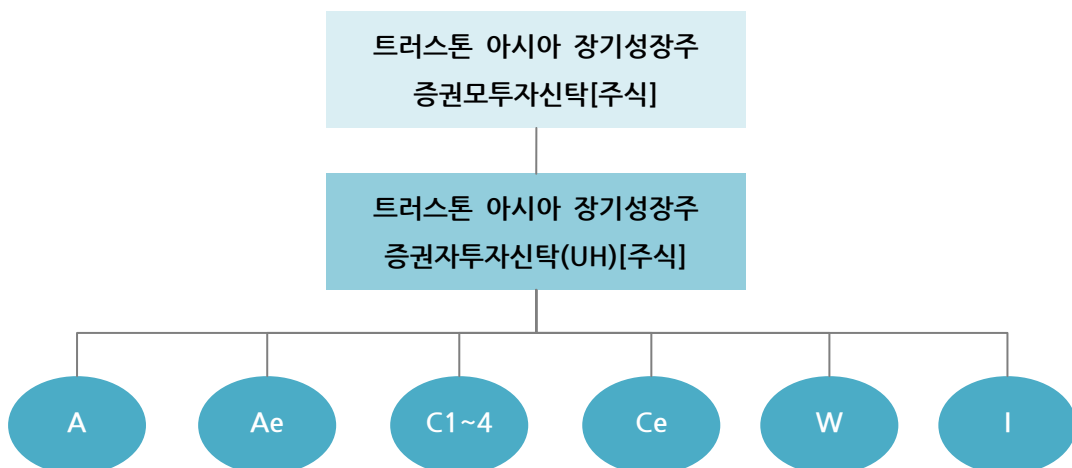 트러스톤 아시아 장기성장주
증권모투자신탁[주식]
트러스톤 아시아 장기성장주
증권자투자신탁(UH)[주식]
A
Ae
C1~4
Ce
W
I